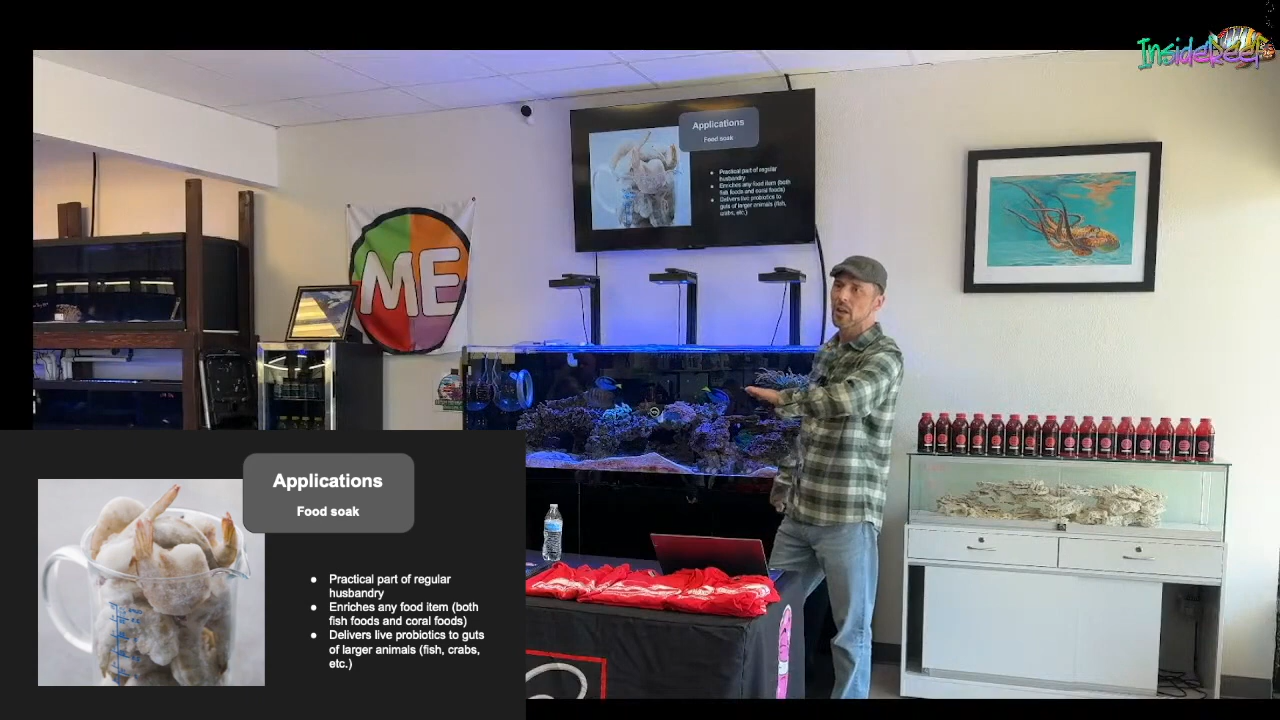 InsideReef
Applications
Food soak
Practical part of regular
husbandry
Enriches any food item (both
fish foods and coral foods)
Delivers live probiotics to
guts of larger animals (fish,
crabs, etc.)
ME
Applications
Food soak
Practical part of regular
husbandry
Enriches any food item (both
fish foods and coral foods)
Delivers live probiotics to guts
of larger animals (fish, crabs,
etc.)